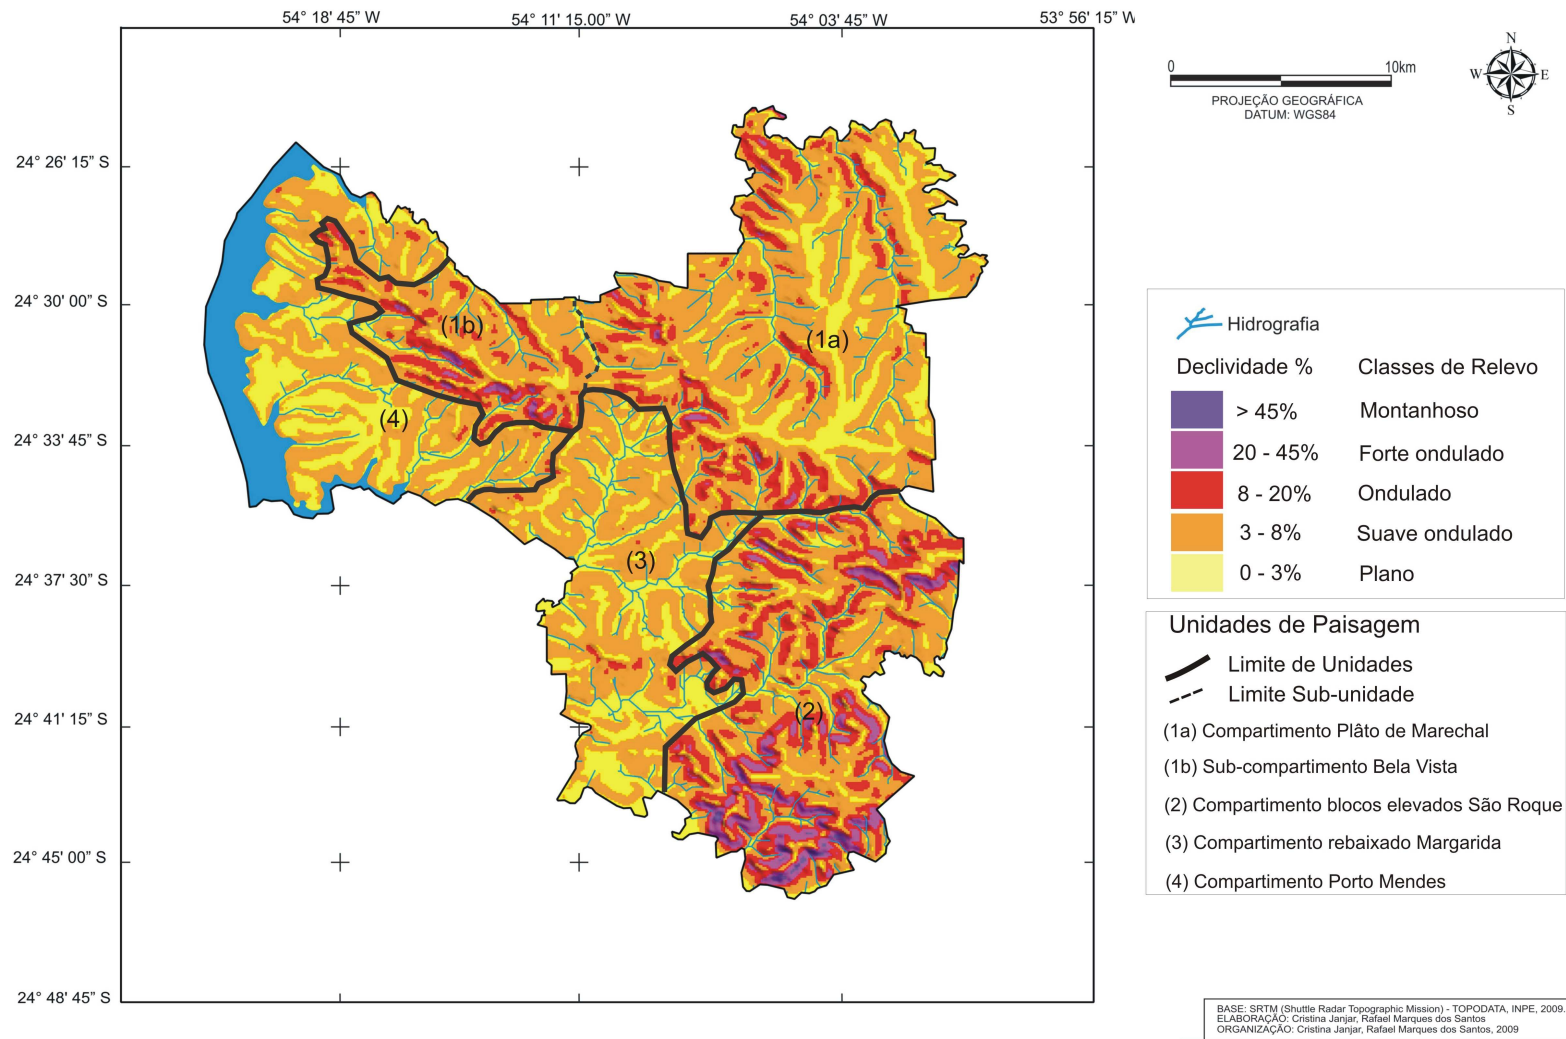 54° 18' 45” W
54° 11' 15.00” W
54° 03' 45” W
53° 56' 15” W
24° 26' 15” S
24° 30' 00” S
24° 33' 45” S
24° 37' 30” S
24° 41' 15” S
24° 45' 00” S
24° 48' 45” S
(1b)
(1a)
(4)
(3)
(2)
0 10km
PROJEÇÃO GEOGRÁFICA
DATUM: WGS84
N
W E
S
Hidrografia
Declividade % Classes de Relevo
> 45% Montanhoso
20 - 45% Forte ondulado
8 - 20% Ondulado
3 - 8% Suave ondulado
0 - 3% Plano
Unidades de Paisagem
Limite de Unidades
Limite Sub-unidade
(1a) Compartimento Plâto de Marechal
(1b) Sub-compartimento Bela Vista
(2) Compartimento blocos elevados São Roque
(3) Compartimento rebaixado Margarida
(4) Compartimento Porto Mendes
BASE: SRTM (Shuttle Radar Topographic Mission) - TOPODATA, INPE, 2009.
ELABORAÇÃO: Cristina Janjar, Rafael Marques dos Santos
ORGANIZAÇÃO: Cristina Janjar, Rafael Marques dos Santos, 2009